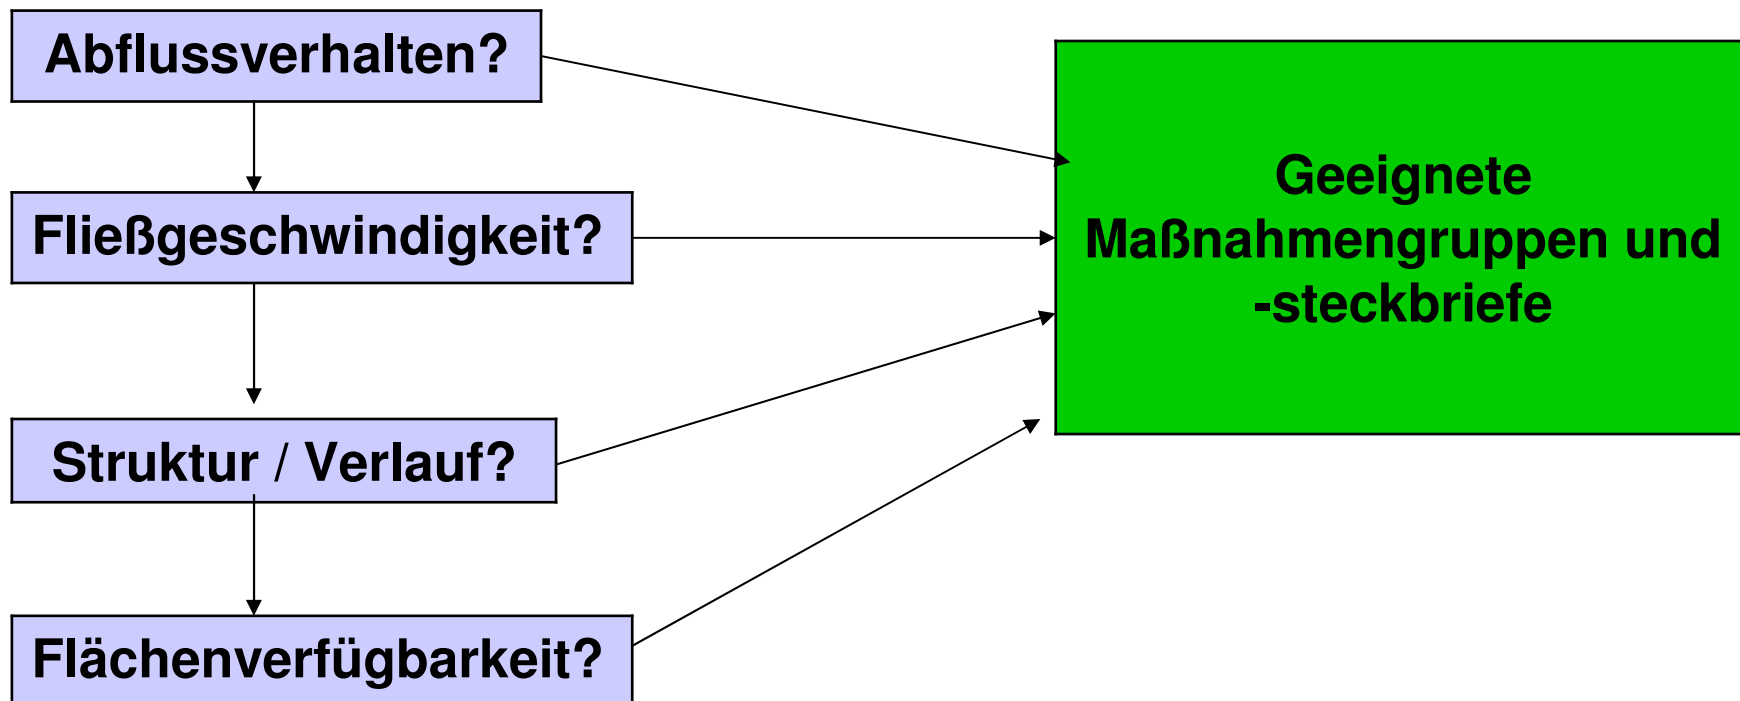 Abflussverhalten?
Fließgeschwindigkeit?
Struktur / Verlauf?
Flächenverfügbarkeit?
Geeignete
Maßnahmengruppen und
-steckbriefe